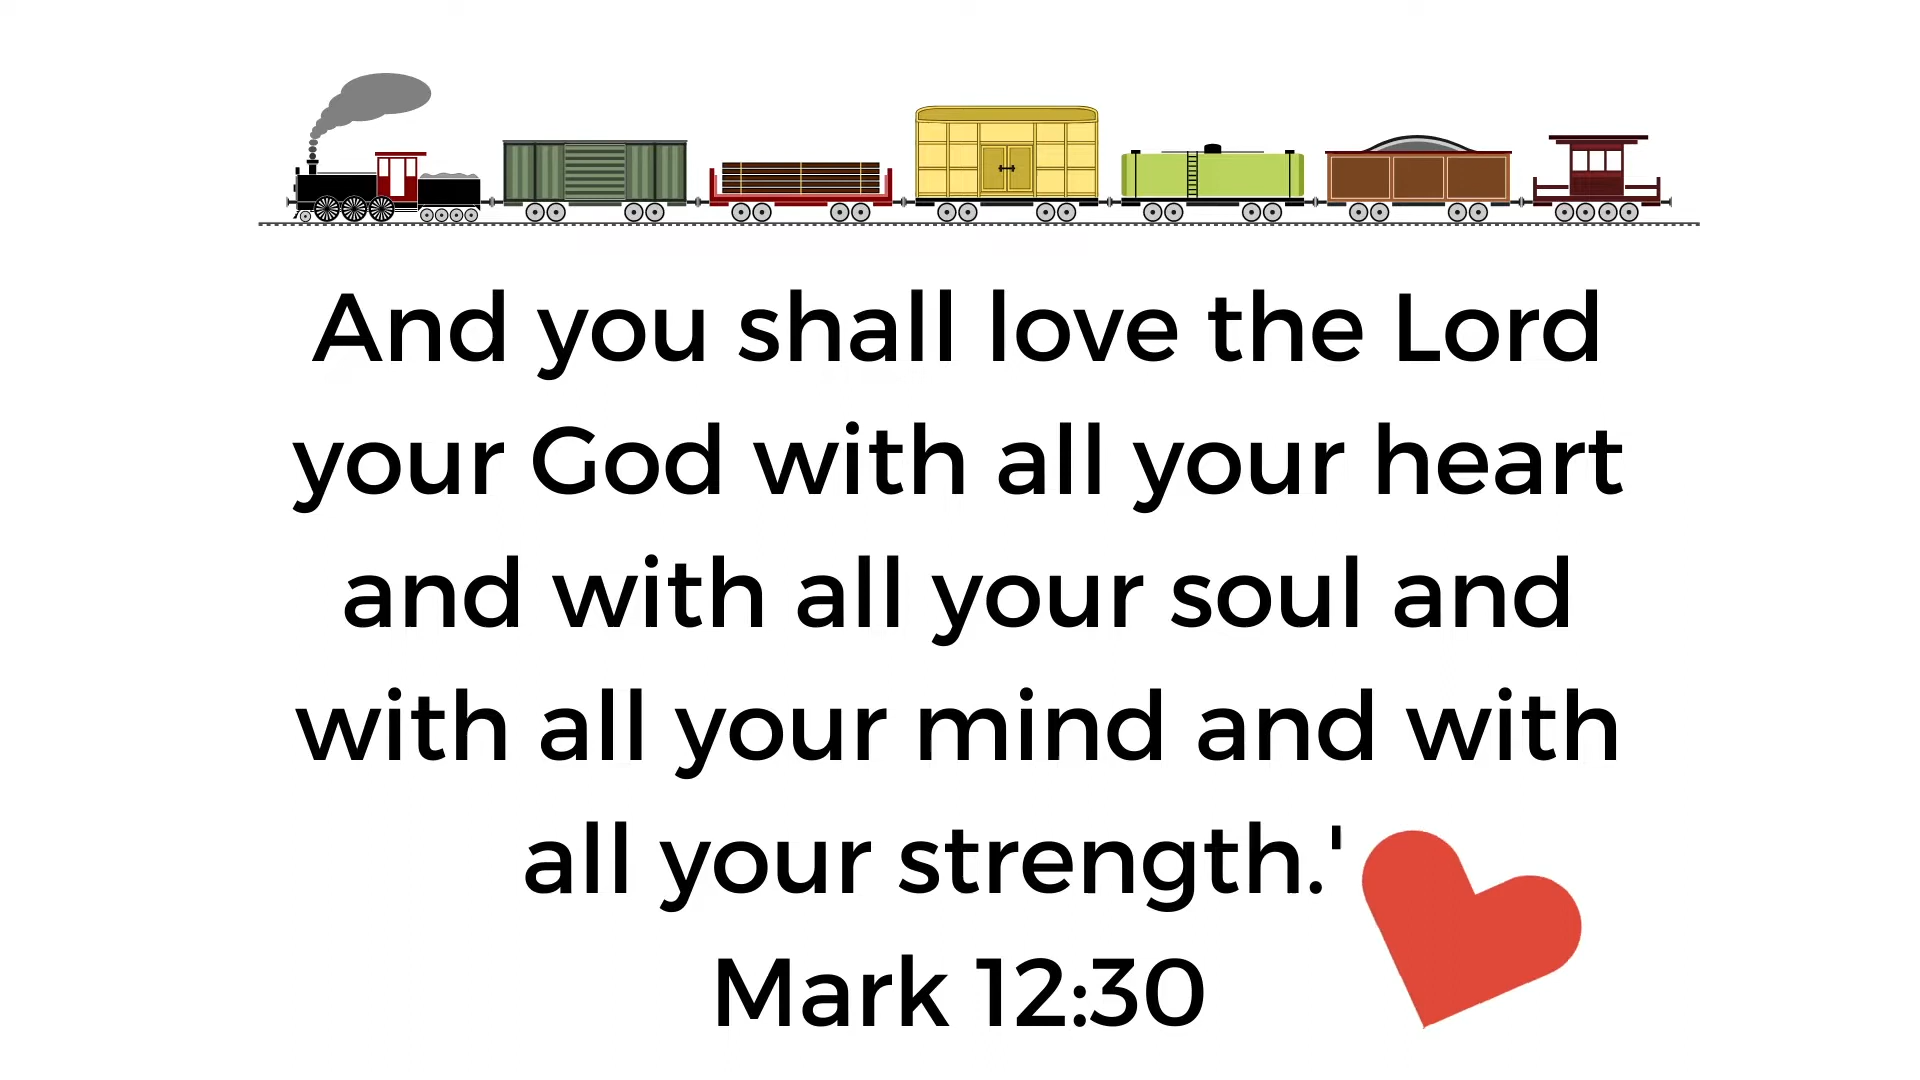 And you shall love the Lord
your God with all your heart
and with all your soul and
with all your mind and with
all your strength.'
Mark 12:30